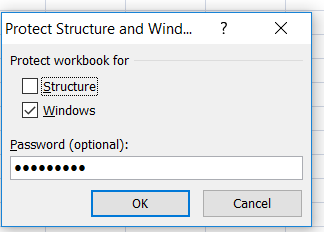 Protect Structure and Wind... ?
Protect workbook for
Structure
Windows
Password (optional):
●●●●●●●●●
OK Cancel